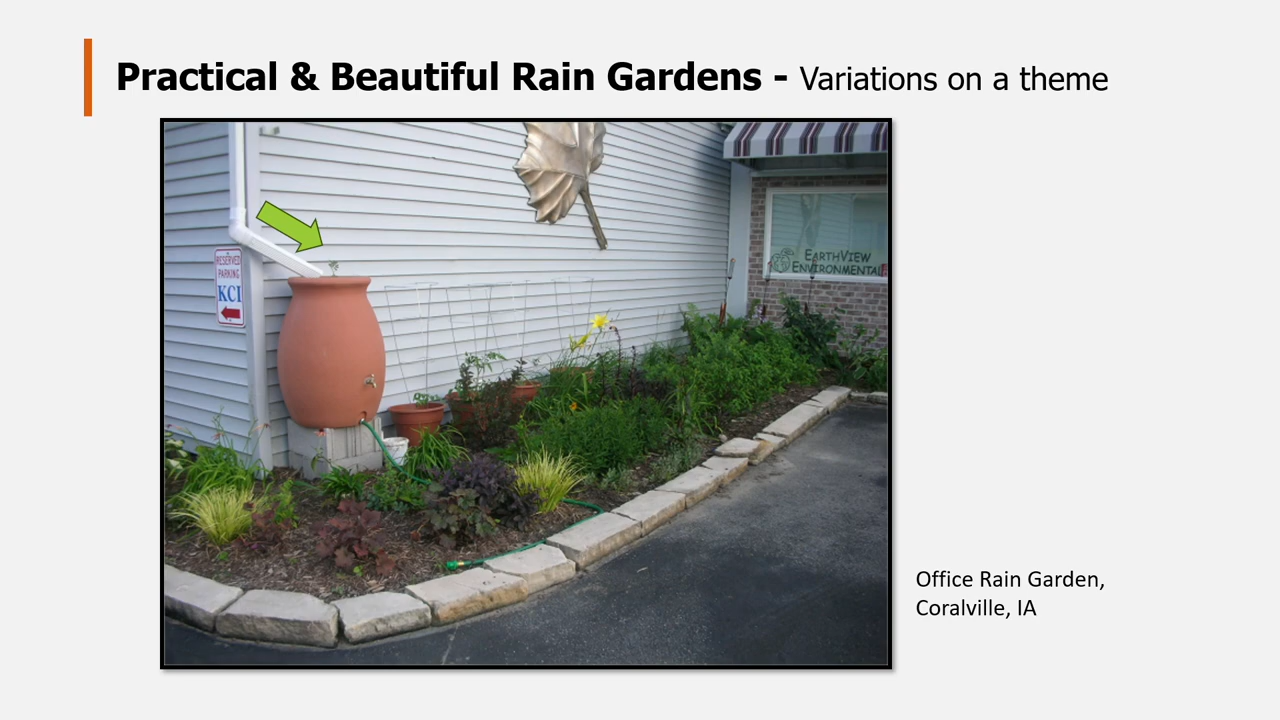 Practical & Beautiful Rain Gardens - Variations on a theme
RESERVED
PARKING
KCI
EARTHVIEW
ENVIRONMENTAL
Office Rain Garden,
Coralville, IA